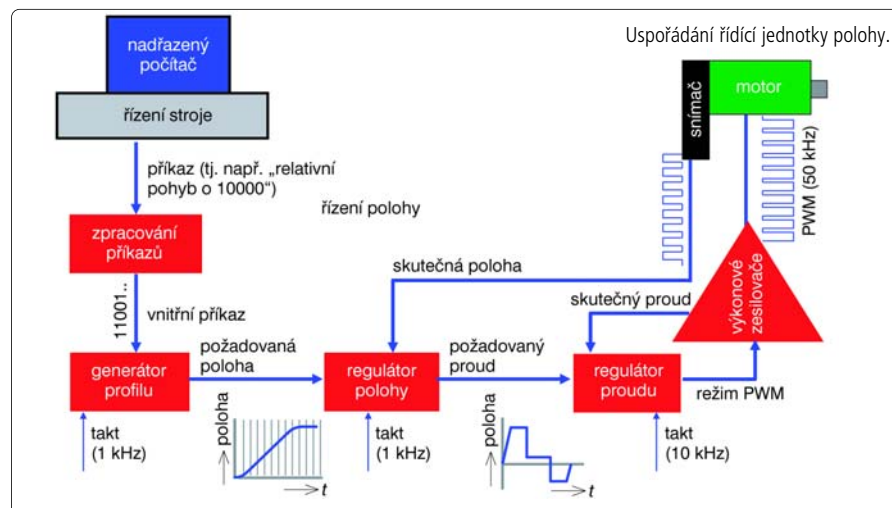 Uspořádání řídící jednotky polohy.
nadřazený
počítač
řízení stroje
příkaz (tj. např. „relativní
pohyb o 10000“)
řízení polohy
zpracování
příkazů
11001..
vnitřní příkaz
snímač
motor
PWM (50 kHz)
skutečná poloha
skutečný proud
výkonové
zesilovače
generátor
profilu
požadovaná
poloha
regulátor
polohy
požadovaný
proud
regulátor
proudu
režim PWM
takt
(1 kHz)
poloha
t
takt
(1 kHz)
poloha
t
takt
(10 kHz)